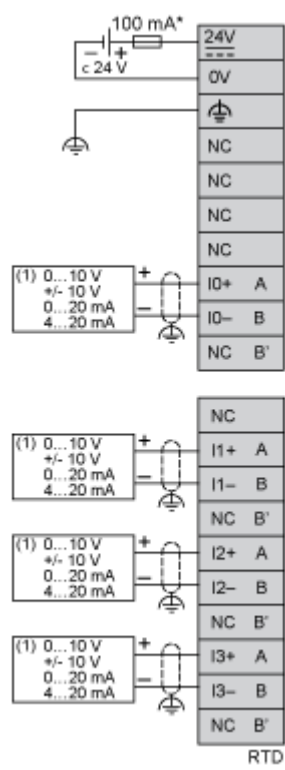 100 mA*
24V
− +
c 24 V
0V
NC
NC
NC
NC
(1) 0...10 V
+/- 10 V
0...20 mA
4...20 mA
+
I0+ A
−
I0− B
NC B'
NC
(1) 0...10 V
+/- 10 V
0...20 mA
4...20 mA
+
I1+ A
−
I1− B
NC B'
(1) 0...10 V
+/- 10 V
0...20 mA
4...20 mA
+
I2+ A
−
I2− B
NC B'
(1) 0...10 V
+/- 10 V
0...20 mA
4...20 mA
+
I3+ A
−
I3− B
NC B'
RTD